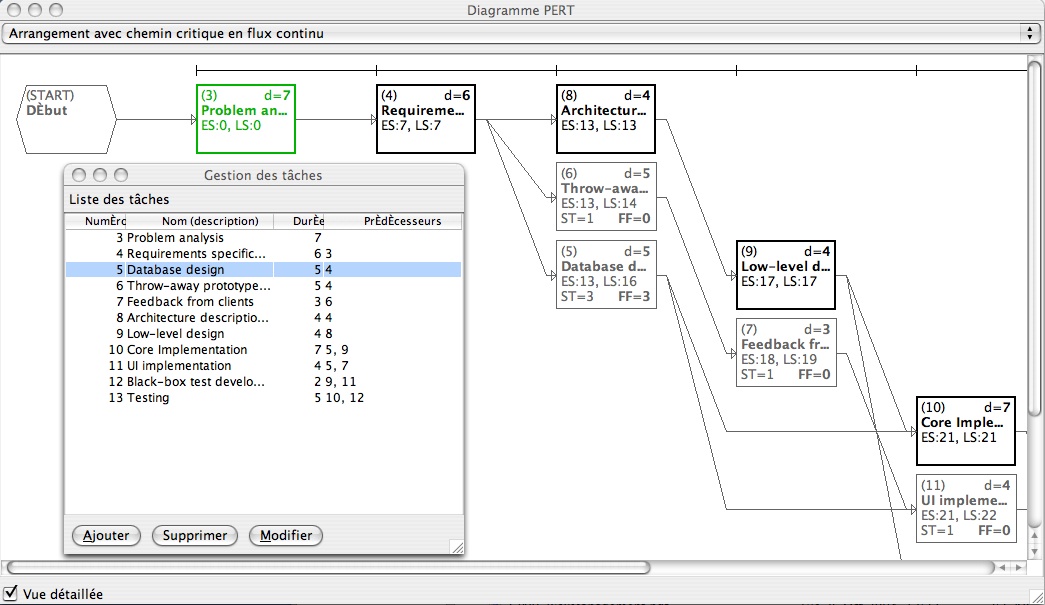 Diagramme PERT
Arrangement avec chemin critique en flux continu
(START)
DÈbut
(3) d=7
Problem an...
ES:0, LS:0
(4) d=6
Requireme...
ES:7, LS:7
(8) d=4
Architectur...
ES:13, LS:13
(6) d=5
Throw-awa...
ES:13, LS:14
ST=1 FF=0
(5) d=5
Database d...
ES:13, LS:16
ST=3 FF=3
(9) d=4
Low-level d...
ES:17, LS:17
(7) d=3
Feedback fr...
ES:18, LS:19
ST=1 FF=0
(10) d=7
Core Imple...
ES:21, LS:21
(11) d=4
UI impleme...
ES:21, LS:22
ST=1 FF=0
Gestion des tâches
Liste des tâches
NumÈrc Nom (description) DurÈe PrÈdÈcesseurs
3 Problem analysis 7
4 Requirements specific... 6 3
5 Database design 5 4
6 Throw-away prototype... 5 4
7 Feedback from clients 3 6
8 Architecture descriptio... 4 4
9 Low-level design 4 8
10 Core Implementation 7 5, 9
11 UI implementation 4 5, 7
12 Black-box test develo... 2 9, 11
13 Testing 5 10, 12
Ajouter Supprimer Modifier
Vue détaillée